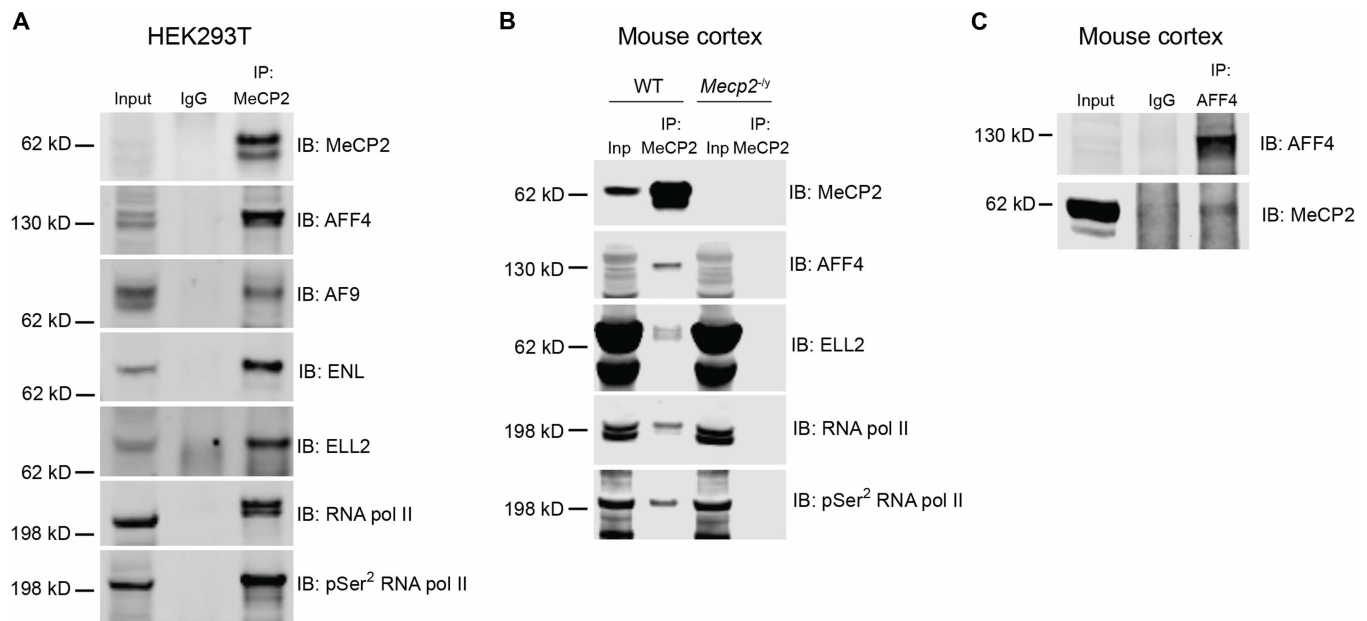 A
HEK293T
IP:
Input IgG MeCP2
62 kD
IB: MeCP2
130 kD
IB: AFF4
62 kD
IB: AF9
62 kD
IB: ENL
62 kD
IB: ELL2
198 kD
IB: RNA pol II
198 kD
IB: pSer² RNA pol II
B
Mouse cortex
WT Mecp2⁻/ʸ
IP: IP:
Inp MeCP2 Inp MeCP2
62 kD
IB: MeCP2
130 kD
IB: AFF4
62 kD
IB: ELL2
198 kD
IB: RNA pol II
198 kD
IB: pSer² RNA pol II
C
Mouse cortex
IP:
Input IgG AFF4
130 kD
IB: AFF4
62 kD
IB: MeCP2